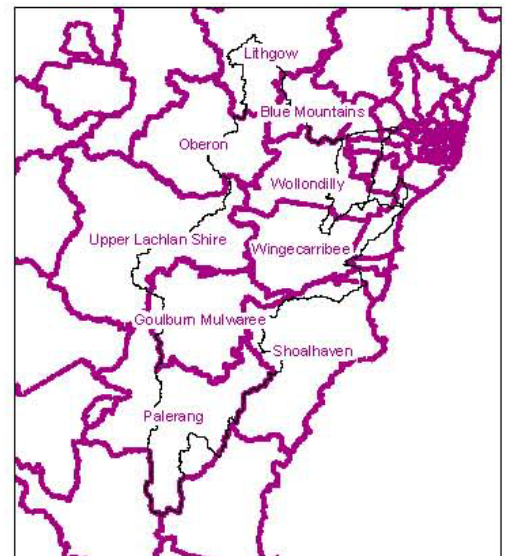 Lithgow
Blue Mountains
Oberon
Wollondilly
Upper Lachlan Shire
Wingecarribee
Goulburn Mulwaree
Shoalhaven
Palerang